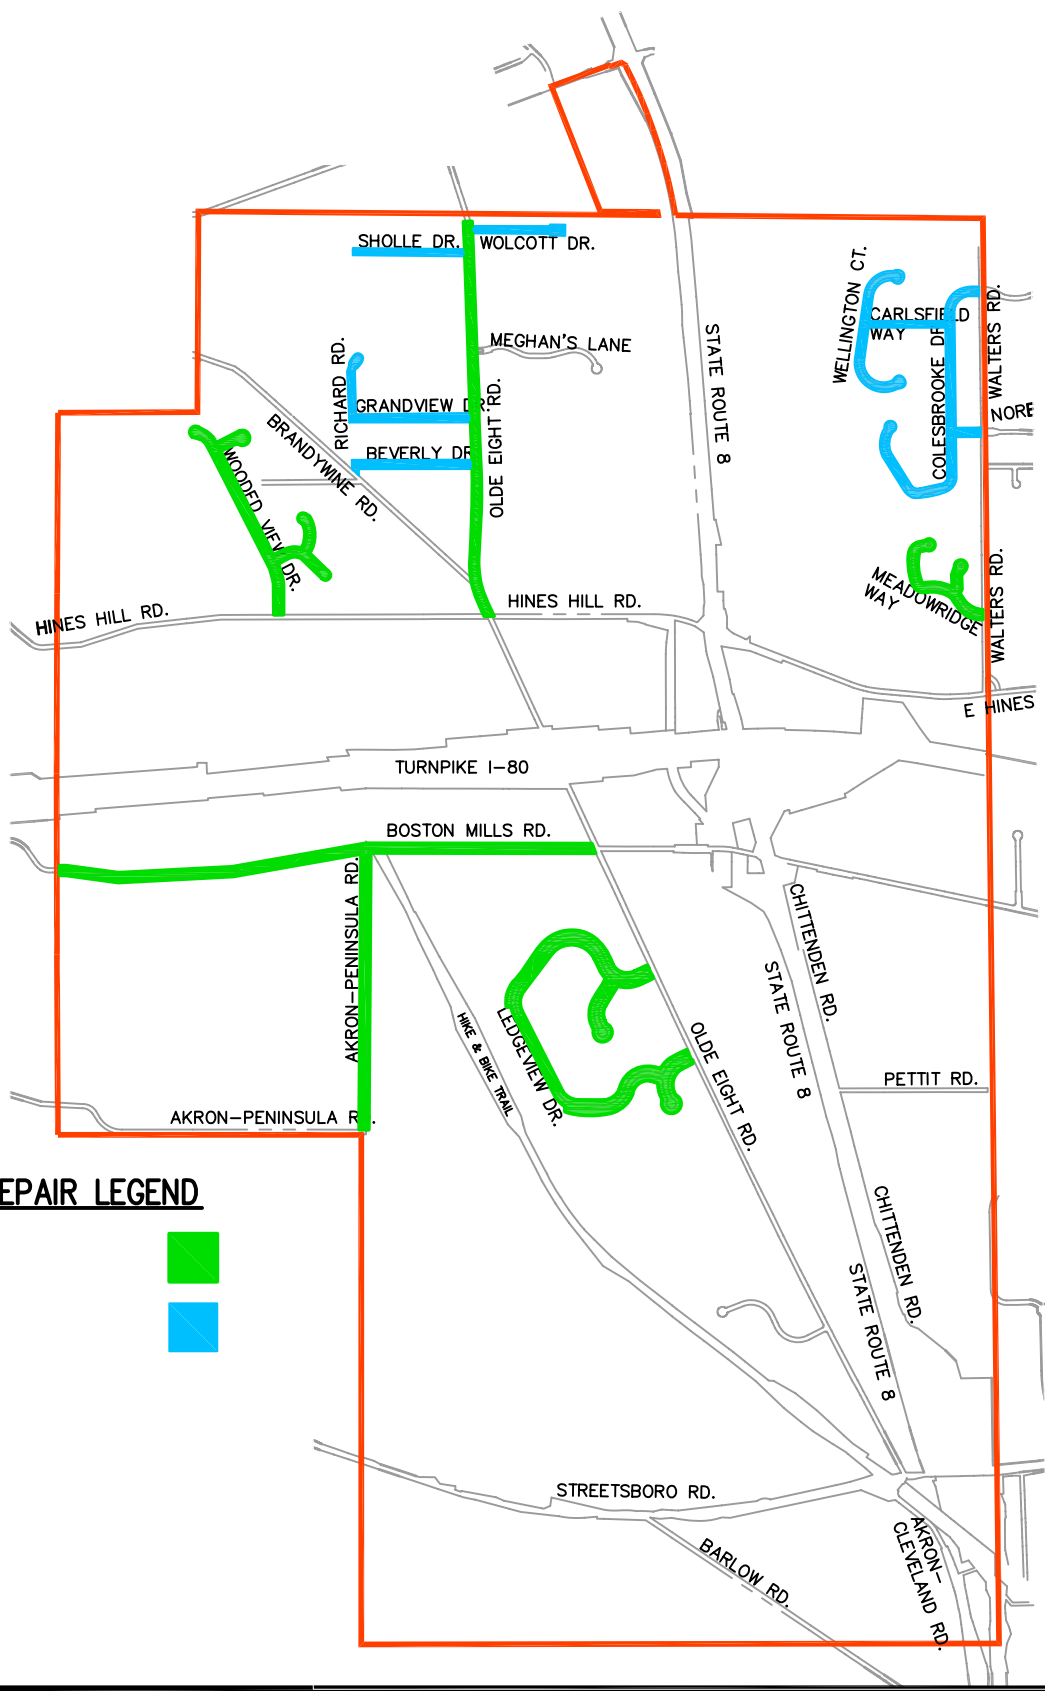 SHOLLE DR.
WOLCOTT DR.
WELLINGTON CT.
CARLSFIELD
WAY
WALTERS RD.
COLESBROOKE DR
MEGHAN'S LANE
STATE ROUTE 8
RICHARD RD.
GRANDVIEW DR.
OLDE EIGHT RD.
NORE
BEVERLY DR
BRANDYWINE RD.
WOODED VIEW DR.
MEADOWRIDGE
WAY
WALTERS RD.
HINES HILL RD.
HINES HILL RD.
E HINES
TURNPIKE I-80
BOSTON MILLS RD.
AKRON-PENINSULA RD.
CHITTENDEN RD.
STATE ROUTE 8
HIKE & BIKE TRAIL
LEDGEVIEW DR.
OLDE EIGHT RD.
PETTIT RD.
AKRON-PENINSULA R .
EPAIR LEGEND
CHITTENDEN RD.
STATE ROUTE 8
STREETSBORO RD.
BARLOW RD.
AKRON-
CLEVELAND RD.